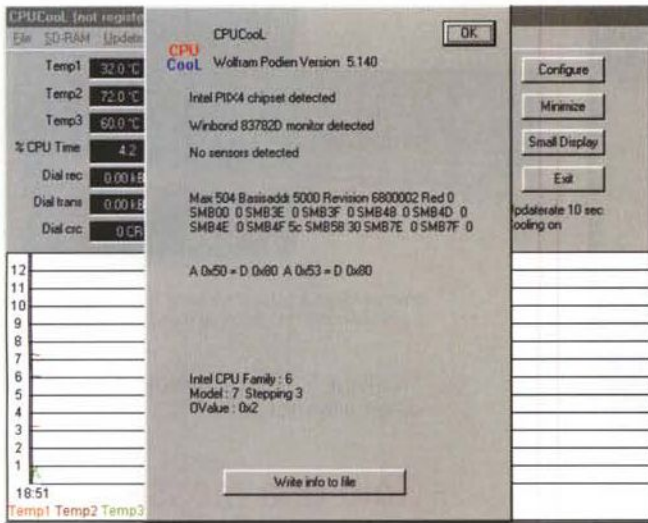 CPUCooL (not registe
File SD-RAM Update
Temp1 32.0 °C
Temp2 72.0 °C
Temp3 60.0 °C
% CPU Time 4.2
Dial rec 0.00 kB
Dial trans 0.00 kB
Dial crc 0 CR
CPUCooL
OK
CPU
CooL
Wolfram Podien Version 5.140
Intel PIIX4 chipset detected
Winbond 83782D monitor detected
No sensors detected
Max 504 Basisaddr 5000 Revision 6800002 Red 0
SMB00 0 SMB3E 0 SMB3F 0 SMB48 0 SMB4D 0
SMB4E 0 SMB4F 5c SMB58 30 SMB7E 0 SMB7F 0
A 0x50 = D 0x80 A 0x53 = D 0x80
Intel CPU Family : 6
Model : 7 Stepping 3
OValue : 0x2
Write info to file
Configure
Minimize
Small Display
Exit
pdaterate 10 sec
ooling on
12
11
10
9
8
7
6
5
4
3
2
1
18:51
Temp1 Temp2 Temp3